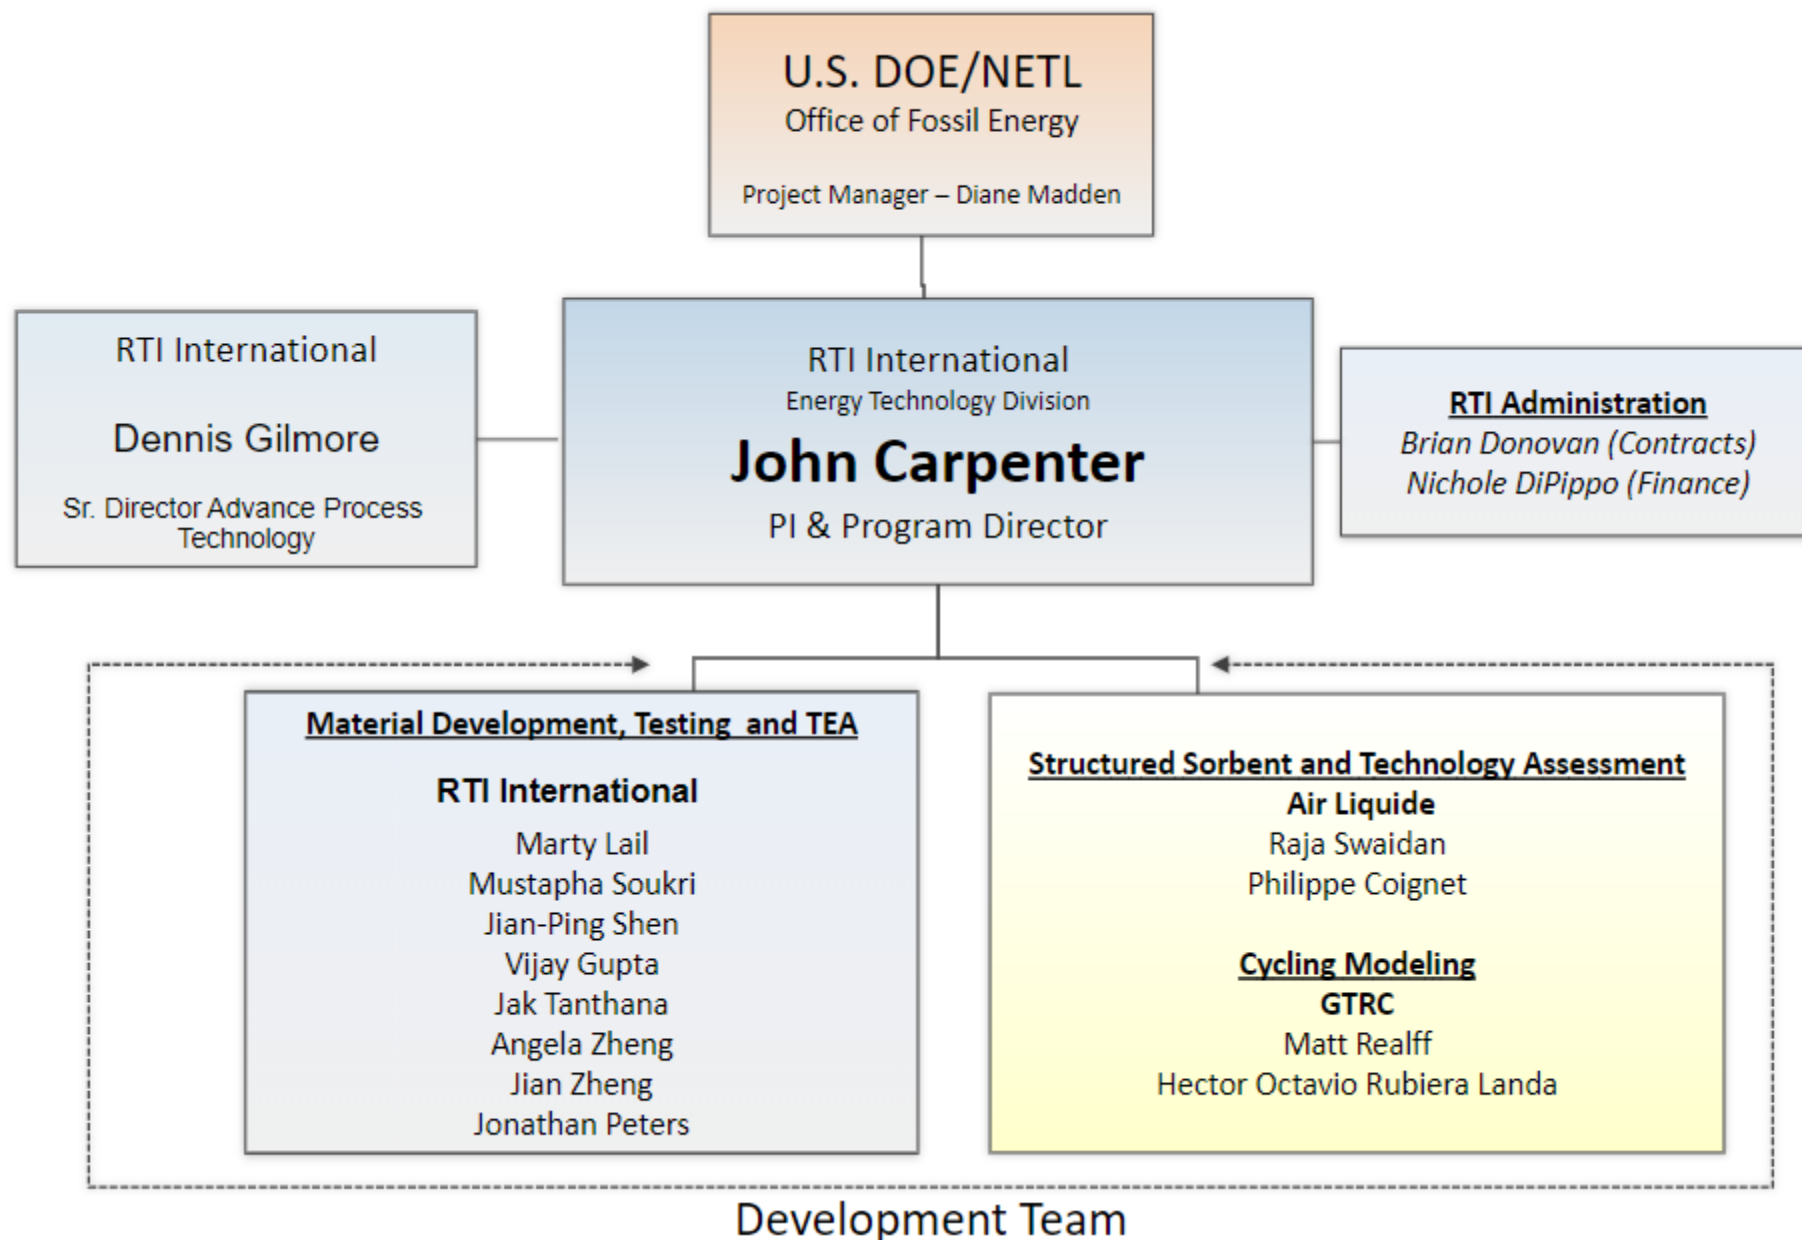 U.S. DOE/NETL
Office of Fossil Energy
Project Manager – Diane Madden
RTI International
Dennis Gilmore
Sr. Director Advance Process
Technology
RTI International
Energy Technology Division
John Carpenter
PI & Program Director
RTI Administration
Brian Donovan (Contracts)
Nichole DiPippo (Finance)
Material Development, Testing and TEA
RTI International
Marty Lail
Mustapha Soukri
Jian-Ping Shen
Vijay Gupta
Jak Tanthana
Angela Zheng
Jian Zheng
Jonathan Peters
Structured Sorbent and Technology Assessment
Air Liquide
Raja Swaidan
Philippe Coignet
Cycling Modeling
GTRC
Matt Realff
Hector Octavio Rubiera Landa
Development Team